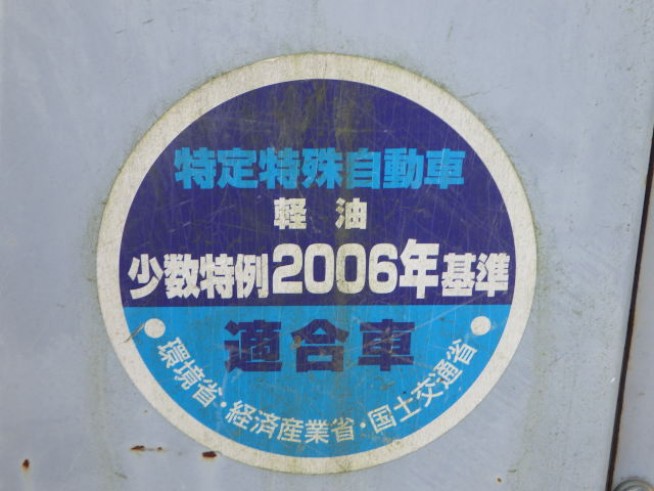 特定特殊自動車
軽油
少数特例2006年基準
適合車
環境省・経済産業省・国土交通省